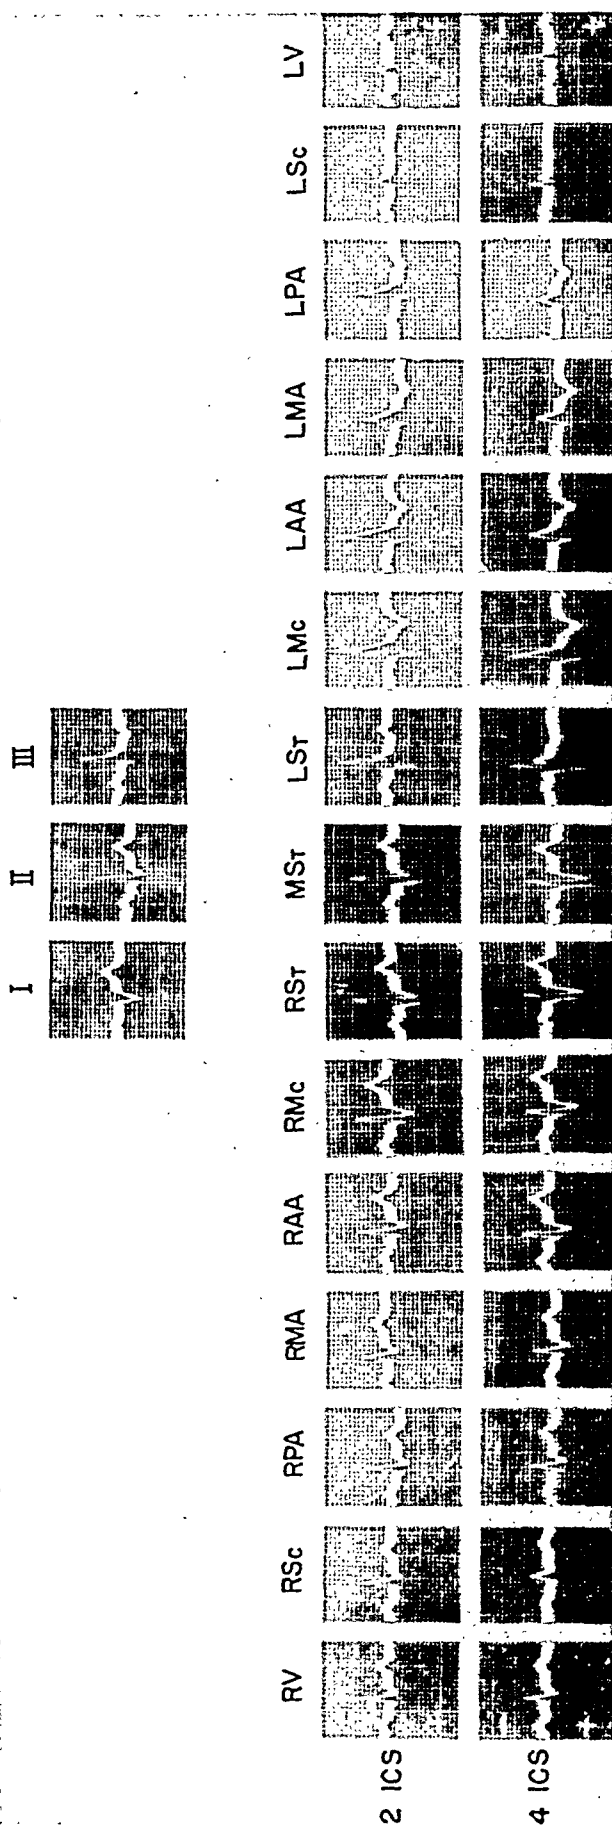 I II III
RV RSc RPA RMA RAA RMc RST MST LST LMc LAA LMA LPA LSc LV
2 ICS
4 ICS